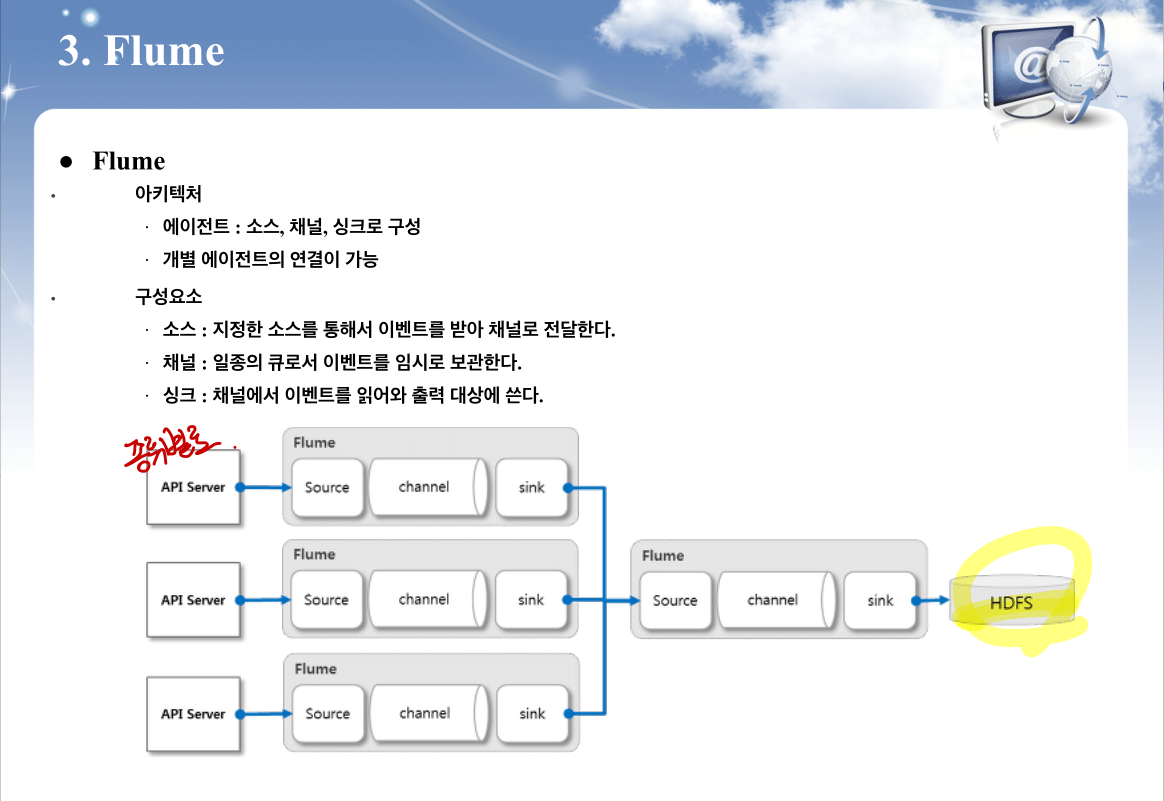 3. Flume
● Flume
· 아키텍처
· 에이전트 : 소스, 채널, 싱크로 구성
· 개별 에이전트의 연결이 가능
· 구성요소
· 소스 : 지정한 소스를 통해서 이벤트를 받아 채널로 전달한다.
· 채널 : 일종의 큐로서 이벤트를 임시로 보관한다.
· 싱크 : 채널에서 이벤트를 읽어와 출력 대상에 쓴다.
종류별로
Flume
API Server Source channel sink
Flume
Flume
API Server Source channel sink
Source channel sink
HDFS
Flume
API Server Source channel sink